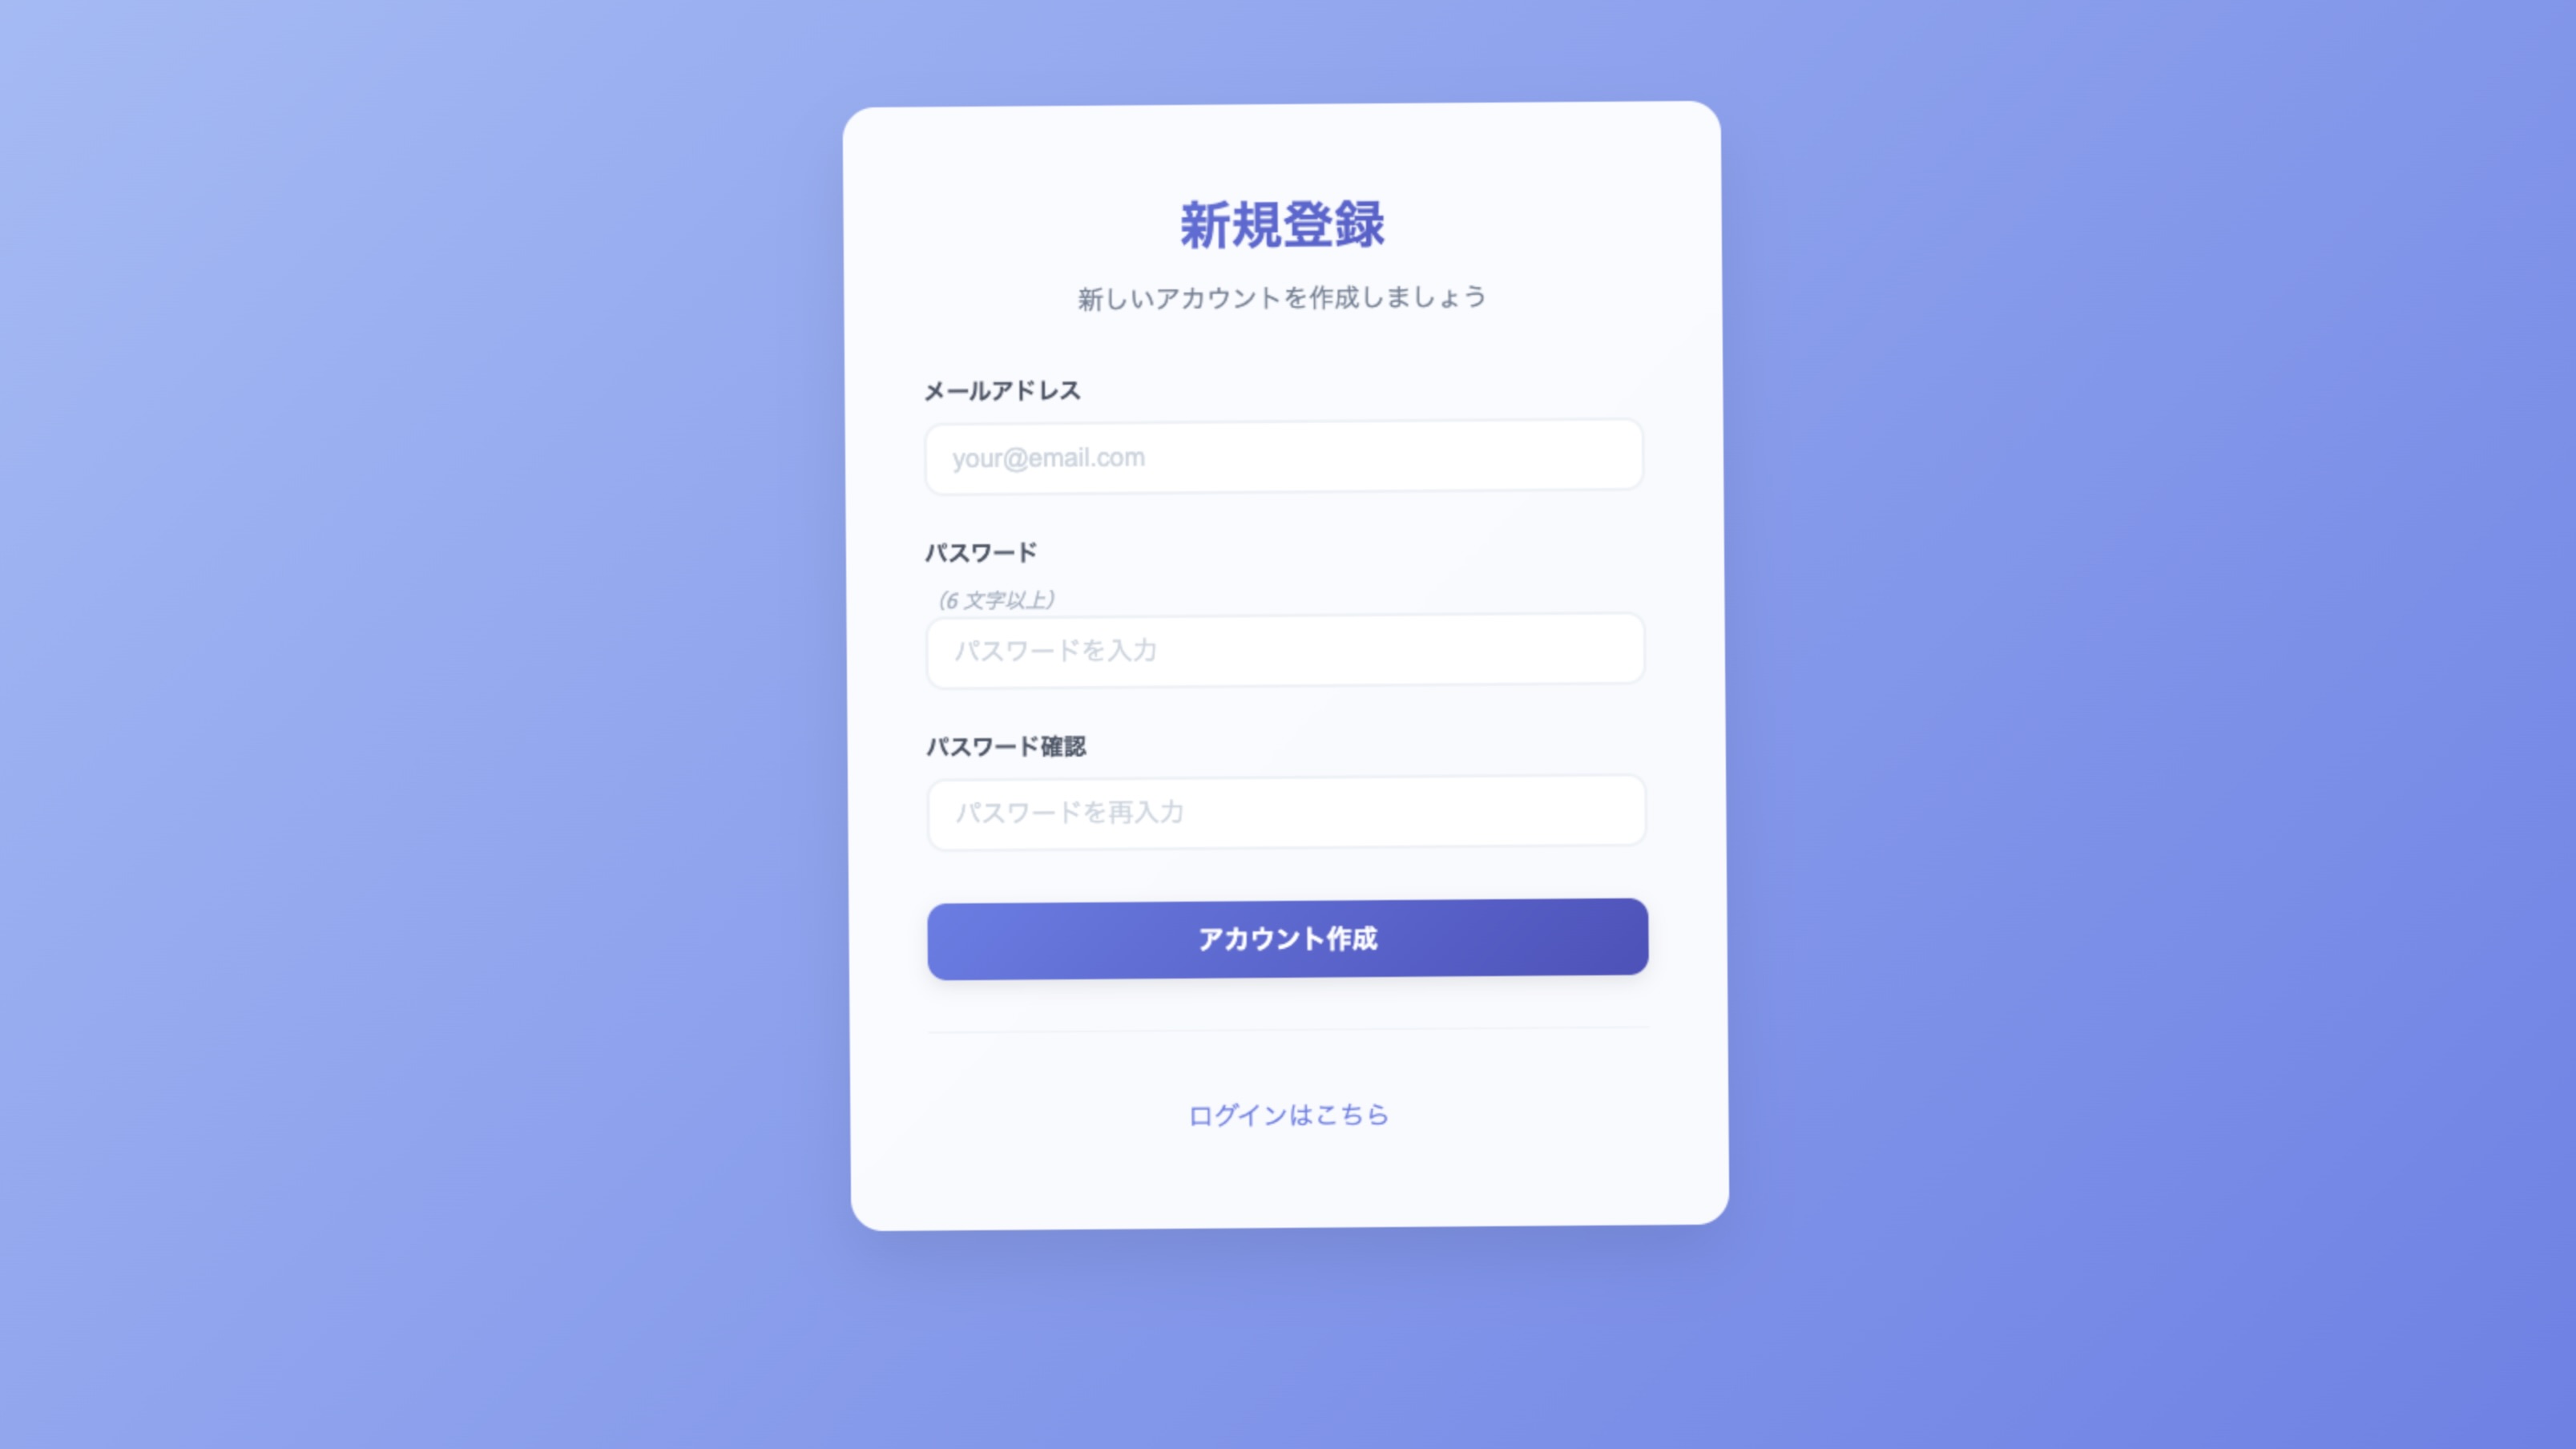 新規登録
新しいアカウントを作成しましょう
メールアドレス
your@email.com
パスワード
（6 文字以上）
パスワードを入力
パスワード確認
パスワードを再入力
アカウント作成
ログインはこちら